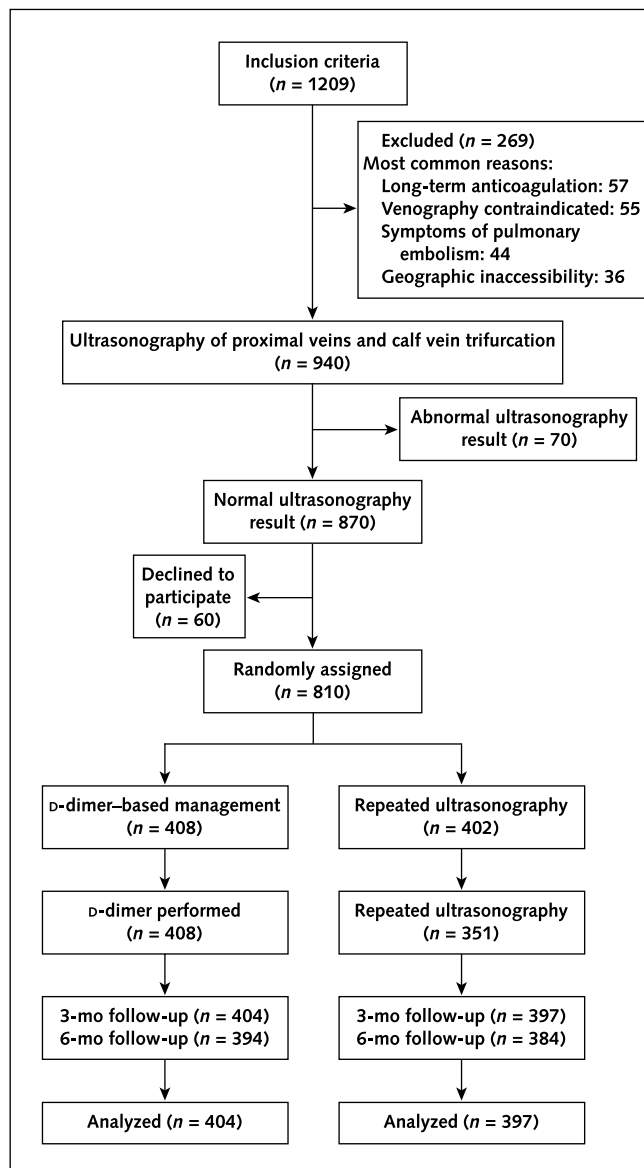 Inclusion criteria
(n = 1209)
Excluded (n = 269)
Most common reasons:
Long-term anticoagulation: 57
Venography contraindicated: 55
Symptoms of pulmonary
embolism: 44
Geographic inaccessibility: 36
Ultrasonography of proximal veins and calf vein trifurcation
(n = 940)
Abnormal ultrasonography
result (n = 70)
Normal ultrasonography
result (n = 870)
Declined to
participate
(n = 60)
Randomly assigned
(n = 810)
D-dimer–based management
(n = 408)
Repeated ultrasonography
(n = 402)
D-dimer performed
(n = 408)
Repeated ultrasonography
(n = 351)
3-mo follow-up (n = 404)
6-mo follow-up (n = 394)
3-mo follow-up (n = 397)
6-mo follow-up (n = 384)
Analyzed (n = 404)
Analyzed (n = 397)